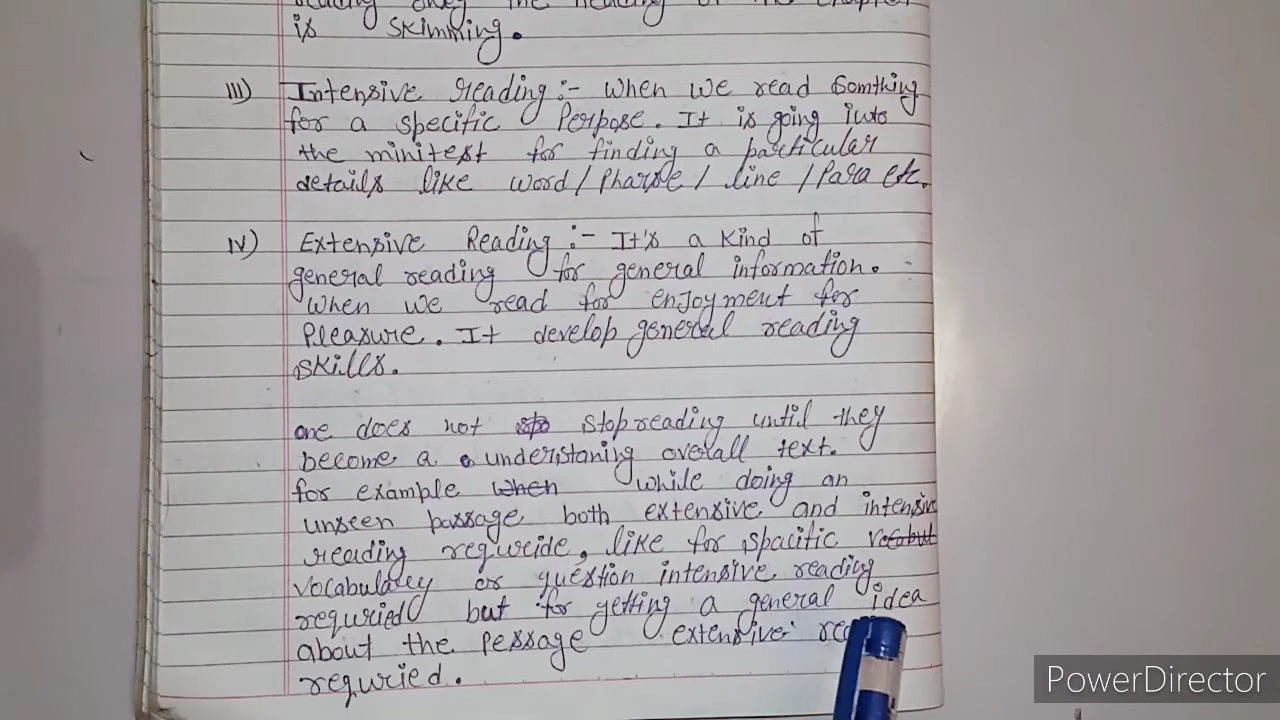 is skimming.
III) Intensive reading :- When we read Somthing
for a specific Perpose. It is going into
the minitest for finding a particular
details like word / Pharse / line / Para etc.
IV) Extensive Reading :- It's a kind of
general reading for general information.
When we read for enjoyment for
Pleasure. It develop general reading
skills.
one does not stop reading until they
become a understaning overall text.
for example when while doing an
unseen passage both extensive and intensive
reading requride, like for spacific vocabul
vocabulary or question intensive reading
requried but for getting a general idea
about the pessage extensive
requried.
PowerDirector